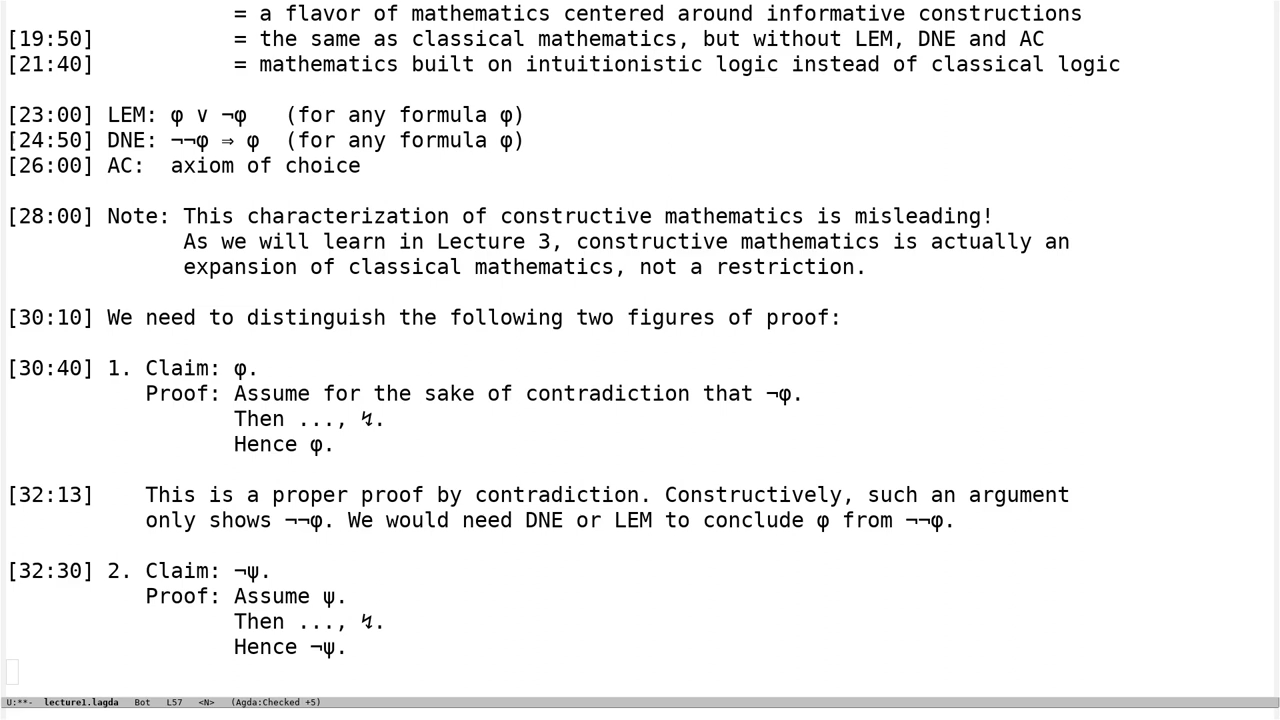 = a flavor of mathematics centered around informative constructions
[19:50] = the same as classical mathematics, but without LEM, DNE and AC
[21:40] = mathematics built on intuitionistic logic instead of classical logic
[23:00] LEM: φ ∨ ¬φ (for any formula φ)
[24:50] DNE: ¬¬φ ⇒ φ (for any formula φ)
[26:00] AC: axiom of choice
[28:00] Note: This characterization of constructive mathematics is misleading!
As we will learn in Lecture 3, constructive mathematics is actually an
expansion of classical mathematics, not a restriction.
[30:10] We need to distinguish the following two figures of proof:
[30:40] 1. Claim: φ.
Proof: Assume for the sake of contradiction that ¬φ.
Then ..., ↯.
Hence φ.
[32:13] This is a proper proof by contradiction. Constructively, such an argument
only shows ¬¬φ. We would need DNE or LEM to conclude φ from ¬¬φ.
[32:30] 2. Claim: ¬ψ.
Proof: Assume ψ.
Then ..., ↯.
Hence ¬ψ.
U:**- lecture1.lagda Bot L57 <N> (Agda:Checked +5)